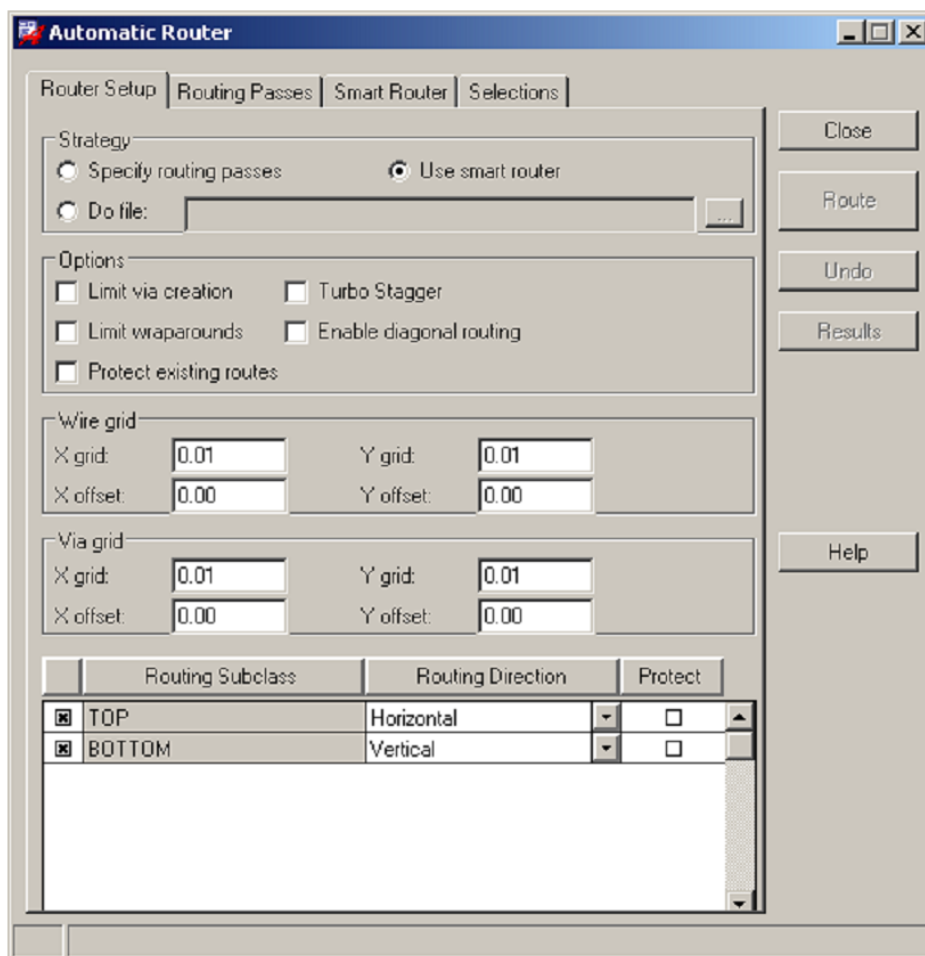 Automatic Router
Router Setup Routing Passes Smart Router Selections
Close
Strategy
Specify routing passes Use smart router
Route
Do file: ...
Options
Undo
Limit via creation Turbo Stagger
Limit wraparounds Enable diagonal routing
Results
Protect existing routes
Wire grid
X grid: 0.01 Y grid: 0.01
X offset: 0.00 Y offset: 0.00
Via grid
Help
X grid: 0.01 Y grid: 0.01
X offset: 0.00 Y offset: 0.00
Routing Subclass Routing Direction Protect
TOP Horizontal
BOTTOM Vertical